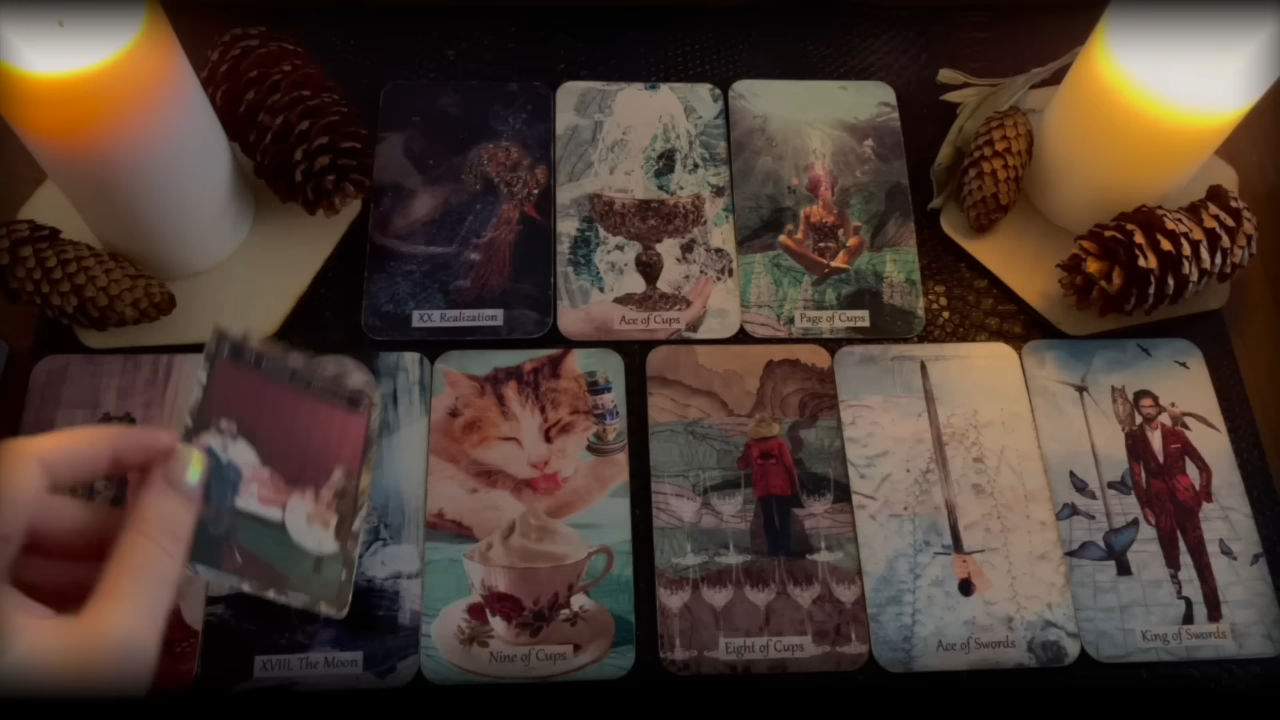 XX. Realization
Ace of Cups
Page of Cups
XVIII. The Moon
Nine of Cups
Eight of Cups
Ace of Swords
King of Swords